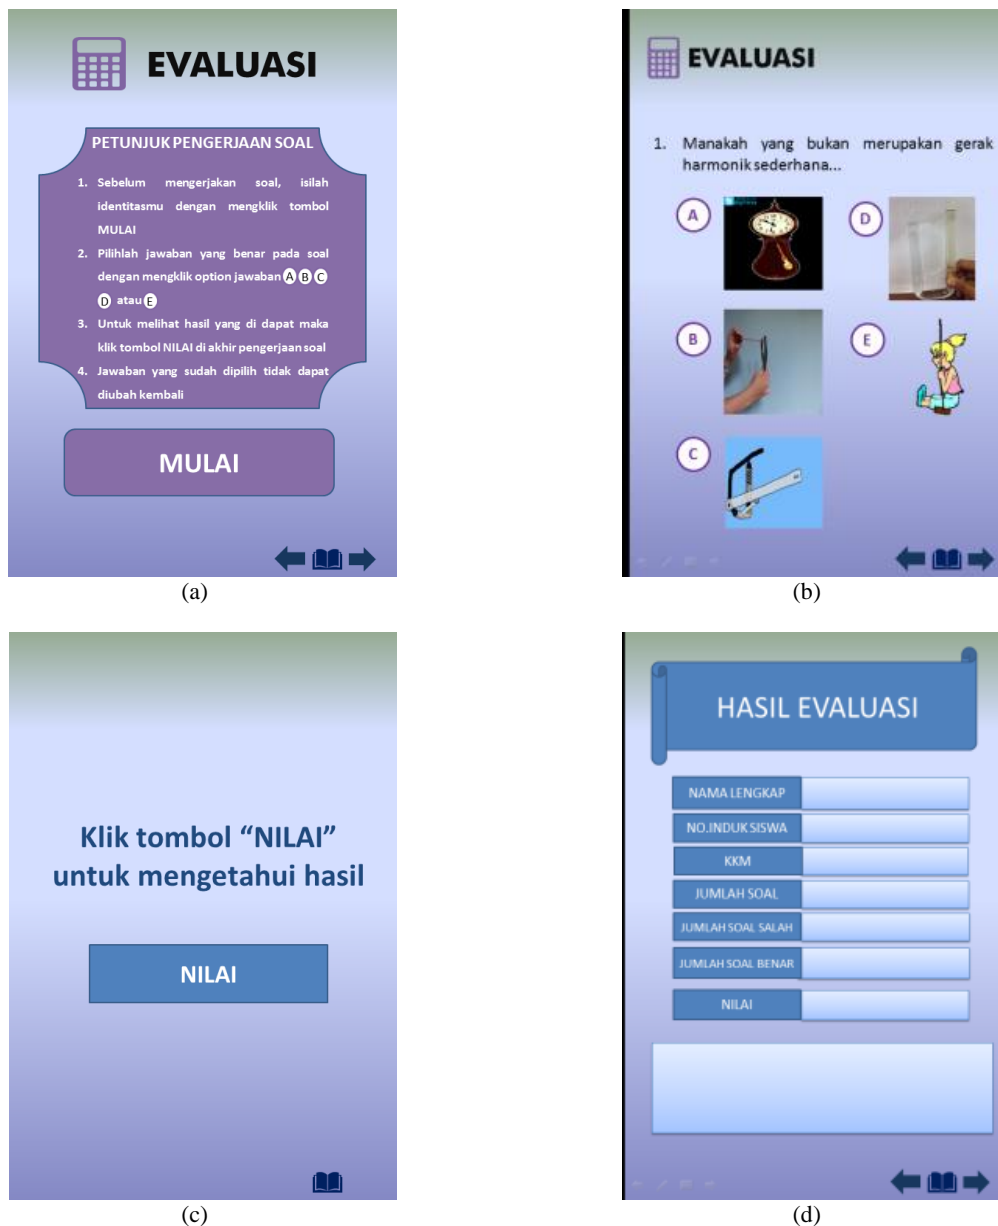 EVALUASI
PETUNJUK PENGERJAAN SOAL
1. Sebelum mengerjakan soal, isilah
identitasmu dengan mengklik tombol
MULAI
2. Pilihlah jawaban yang benar pada soal
dengan mengklik option jawaban A B C
D atau E
3. Untuk melihat hasil yang di dapat maka
klik tombol NILAI di akhir pengerjaan soal
4. Jawaban yang sudah dipilih tidak dapat
diubah kembali
MULAI
(a)
EVALUASI
1. Manakah yang bukan merupakan gerak
harmonik sederhana...
A
D
B
E
C
(b)
Klik tombol “NILAI”
untuk mengetahui hasil
NILAI
(c)
HASIL EVALUASI
NAMA LENGKAP
NO.INDUK SISWA
KKM
JUMLAH SOAL
JUMLAH SOAL SALAH
JUMLAH SOAL BENAR
NILAI
(d)